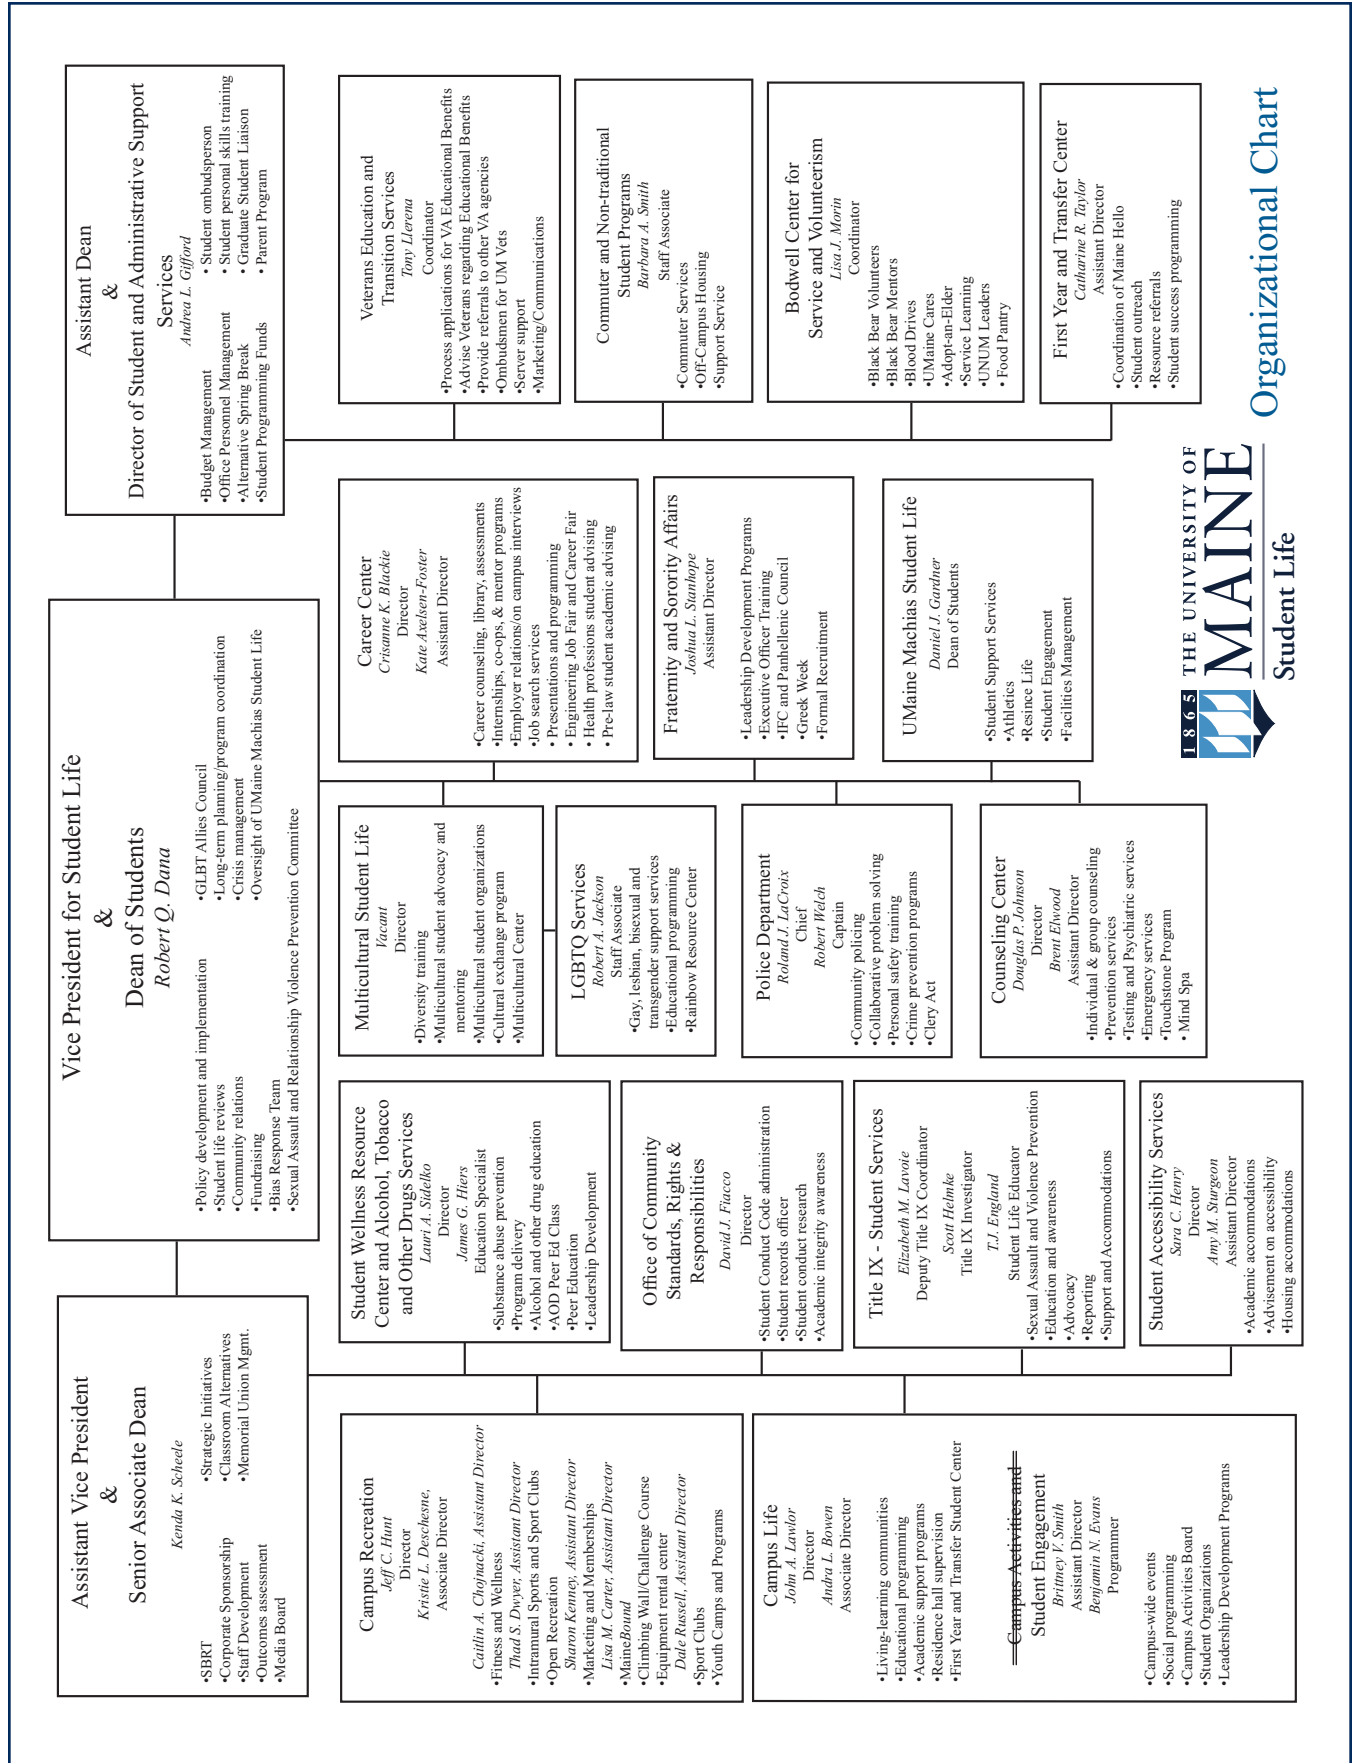 Vice President for Student Life
&
Dean of Students
Robert Q. Dana
•Policy development and implementation
•Student life reviews
•Community relations
•Fundraising
•Bias Response Team
•Sexual Assault and Relationship Violence Prevention Committee
•GLBT Allies Council
•Long-term planning/program coordination
•Crisis management
•Oversight of UMaine Machias Student Life
Assistant Vice President
&
Senior Associate Dean
Kenda K. Scheele
•SBRT
•Corporate Sponsorship
•Staff Development
•Outcomes assessment
•Media Board
•Strategic Initiatives
•Classroom Alternatives
•Memorial Union Mgmt.
Assistant Dean
&
Director of Student and Administrative Support
Services
Andrea L. Gifford
•Budget Management
•Office Personnel Management
•Alternative Spring Break
•Student Programming Funds
• Student ombudsperson
• Student personal skills training
• Graduate Student Liaison
• Parent Program
Campus Recreation
Jeff C. Hunt
Director
Kristie L. Deschesne,
Associate Director
Caitlin A. Chojnacki, Assistant Director
•Fitness and Wellness
Thad S. Dwyer, Assistant Director
•Intramural Sports and Sport Clubs
•Open Recreation
Sharon Kenney, Assistant Director
•Marketing and Memberships
Lisa M. Carter, Assistant Director
•MaineBound
•Climbing Wall/Challenge Course
•Equipment rental center
Dale Russell, Assistant Director
•Sport Clubs
•Youth Camps and Programs
Campus Life
John A. Lawlor
Director
Andra L. Bowen
Associate Director
•Living-learning communities
•Educational programming
•Academic support programs
•Residence hall supervision
•First Year and Transfer Student Center
Campus Activities and
Student Engagement
Brittney V. Smith
Assistant Director
Benjamin N. Evans
Programmer
•Campus-wide events
•Social programming
•Campus Activities Board
•Student Organizations
•Leadership Development Programs
Student Wellness Resource
Center and Alcohol, Tobacco
and Other Drugs Services
Lauri A. Sidelko
Director
James G. Hiers
Education Specialist
•Substance abuse prevention
•Program delivery
•Alcohol and other drug education
•AOD Peer Ed Class
•Peer Education
•Leadership Development
Office of Community
Standards, Rights &
Responsibilities
David J. Fiacco
Director
•Student Conduct Code administration
•Student records officer
•Student conduct research
•Academic integrity awareness
Title IX - Student Services
Elizabeth M. Lavoie
Deputy Title IX Coordinator
Scott Helmke
Title IX Investigator
T.J. England
Student Life Educator
•Sexual Assault and Violence Prevention
•Education and awareness
•Advocacy
•Reporting
•Support and Accommodations
Student Accessibility Services
Sara C. Henry
Director
Amy M. Sturgeon
Assistant Director
•Academic accommodations
•Advisement on accessibility
•Housing accommodations
Multicultural Student Life
Vacant
Director
•Diversity training
•Multicultural student advocacy and
mentoring
•Multicultural student organizations
•Cultural exchange program
•Multicultural Center
LGBTQ Services
Robert A. Jackson
Staff Associate
•Gay, lesbian, bisexual and
transgender support services
•Educational programming
•Rainbow Resource Center
Police Department
Roland J. LaCroix
Chief
Robert Welch
Captain
•Community policing
•Collaborative problem solving
•Personal safety training
•Crime prevention programs
•Clery Act
Counseling Center
Douglas P. Johnson
Director
Brent Elwood
Assistant Director
•Individual & group counseling
•Prevention services
•Testing and Psychiatric services
•Emergency services
•Touchstone Program
• Mind Spa
Career Center
Crisanne K. Blackie
Director
Kate Axelsen-Foster
Assistant Director
•Career counseling, library, assessments
•Internships, co-ops, & mentor programs
•Employer relations/on campus interviews
•Job search services
• Presentations and programming
• Engineering Job Fair and Career Fair
• Health professions student advising
• Pre-law student academic advising
Fraternity and Sorority Affairs
Joshua L. Stanhope
Assistant Director
•Leadership Development Programs
•Executive Officer Training
•IFC and Panhellenic Council
•Greek Week
•Formal Recruitment
UMaine Machias Student Life
Daniel J. Gardner
Dean of Students
•Student Support Services
•Athletics
•Resince Life
•Student Engagement
•Facilities Management
Veterans Education and
Transition Services
Tony Llerena
Coordinator
•Process applications for VA Educational Benefits
•Advise Veterans regarding Educational Benefits
•Provide referrals to other VA agencies
•Ombudsmen for UM Vets
•Server support
•Marketing/Communications
Commuter and Non-traditional
Student Programs
Barbara A. Smith
Staff Associate
•Commuter Services
•Off-Campus Housing
•Support Service
Bodwell Center for
Service and Volunteerism
Lisa J. Morin
Coordinator
•Black Bear Volunteers
•Black Bear Mentors
•Blood Drives
•UMaine Cares
•Adopt-an-Elder
•Service Learning
•UNUM Leaders
• Food Pantry
First Year and Transfer Center
Catharine R. Taylor
Assistant Director
•Coordination of Maine Hello
•Student outreach
•Resource referrals
•Student success programming
1865
THE UNIVERSITY OF
MAINE
Student Life
Organizational Chart